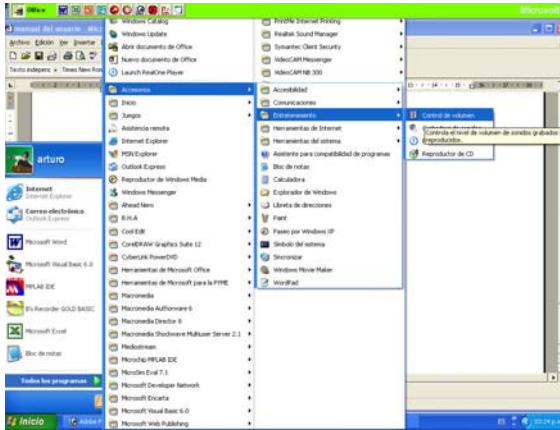 Office
Microsoft
manual del usuario
Archivo Edición Ver Insertar
Texto independ
Times New Rom
arturo
Internet
Internet Explorer
Correo electrónico
Outlook Express
Microsoft Word
Microsoft Visual Basic 6.0
MPLAB IDE
B's Recorder GOLD BASIC
Microsoft Excel
Bloc de notas
Todos los programas
Inicio
Windows Catalog
Windows Update
Abrir documento de Office
Nuevo documento de Office
Launch RealOne Player
Accesorios
Inicio
Juegos
Asistencia remota
Internet Explorer
MSN Explorer
Outlook Express
Reproductor de Windows Media
Windows Messenger
Ahead Nero
B.H.A
Cool Edit
CorelDRAW Graphics Suite 12
CyberLink PowerDVD
Herramientas de Microsoft Office
Herramientas de Microsoft para la PYME
Macromedia
Macromedia Authorware 6
Macromedia Director 8
Macromedia Shockwave Multiuser Server 2.1
Mediostream
Microchip MPLAB IDE
MicroSim Eval 7.1
Microsoft Developer Network
Microsoft Encarta
Microsoft Visual Basic 6.0
Microsoft Web Publishing
PrintMe Internet Printing
Realtek Sound Manager
Symantec Client Security
VideoCAM Messenger
VideoCAM NB 300
Accesibilidad
Comunicaciones
Entretenimiento
Herramientas de Internet
Herramientas del sistema
Asistente para compatibilidad de programas
Bloc de notas
Calculadora
Explorador de Windows
Libreta de direcciones
Paint
Paseo por Windows XP
Símbolo del sistema
Sincronizar
Windows Movie Maker
WordPad
Control de volumen
Controla el nivel de volumen de sonidos grabados
reproducidos.
Reproductor de CD
ES